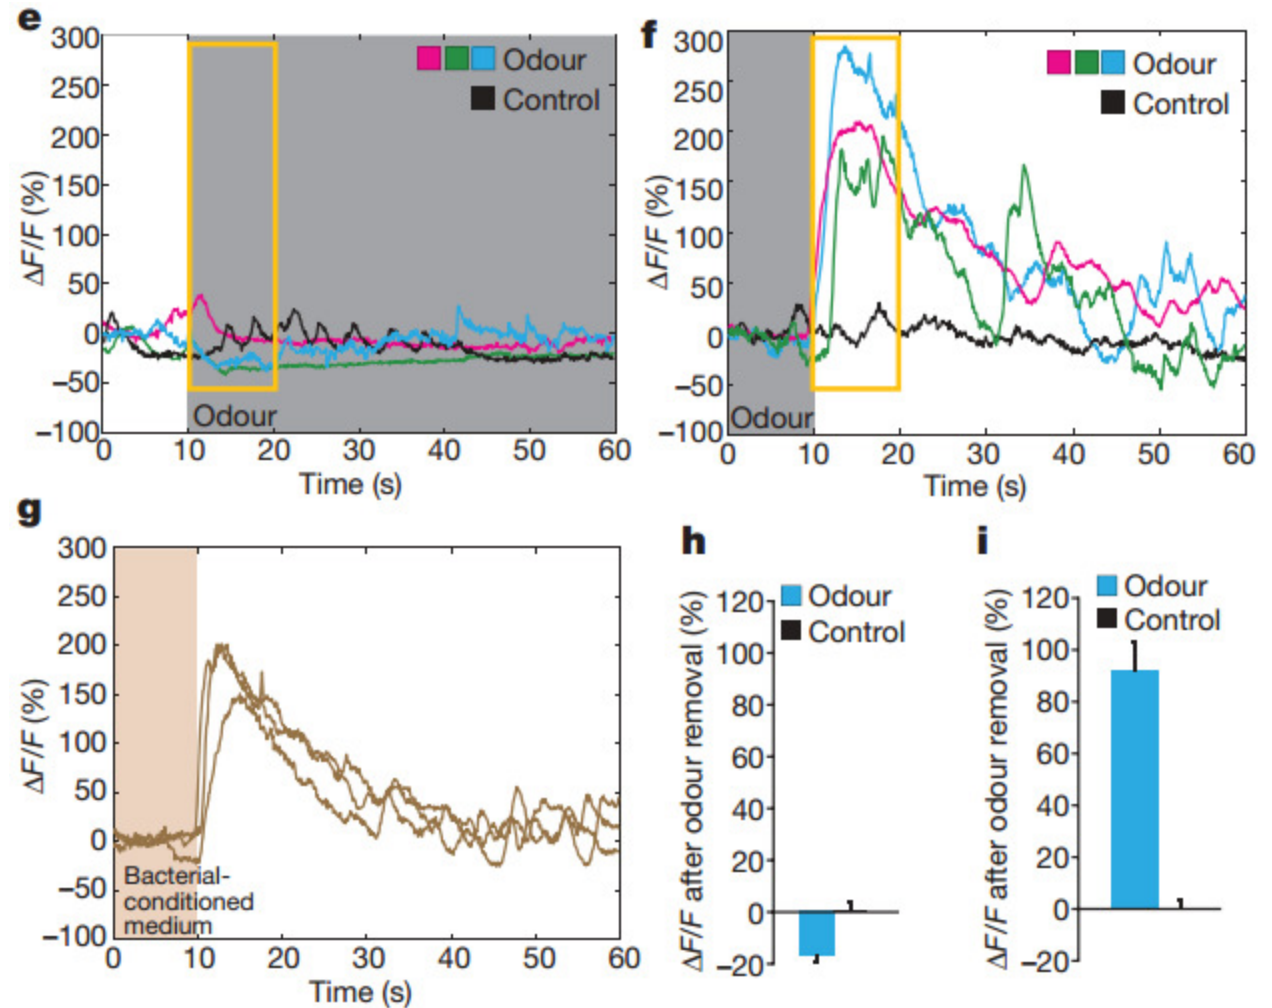 e
300
250
200
150
100
50
0
−50
−100
ΔF/F (%)
Odour
Control
Odour
0 10 20 30 40 50 60
Time (s)
f
300
250
200
150
100
50
0
−50
−100
ΔF/F (%)
Odour
Control
Odour
0 10 20 30 40 50 60
Time (s)
g
300
250
200
150
100
50
0
−50
−100
ΔF/F (%)
Bacterial-
conditioned
medium
0 10 20 30 40 50 60
Time (s)
h
Odour
Control
120
100
80
60
40
20
0
−20
ΔF/F after odour removal (%)
i
Odour
Control
120
100
80
60
40
20
0
−20
ΔF/F after odour removal (%)